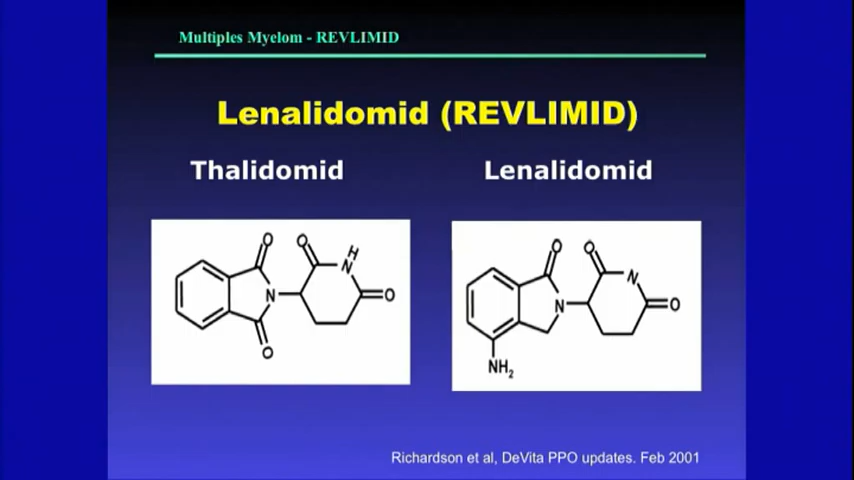 Multiples Myelom - REVLIMID
Lenalidomid (REVLIMID)
Thalidomid
Lenalidomid
O
O
H
N
N
O
O
O
O
N
N
O
NH2
Richardson et al, DeVita PPO updates. Feb 2001